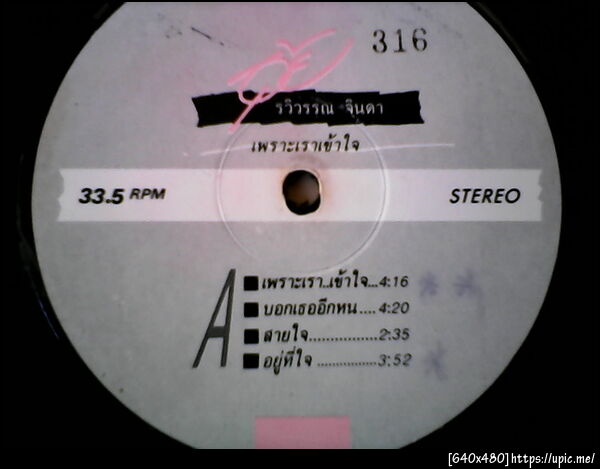 316
รวิวรรณ จินดา
เพราะเราเข้าใจ
33.5 RPM
STEREO
A
เพราะเรา..เข้าใจ...4:16
บอกเธออีกหน....4:20
สายใจ.................2:35
อยู่ที่ใจ...............3:52
[640x480]https://upic.me/